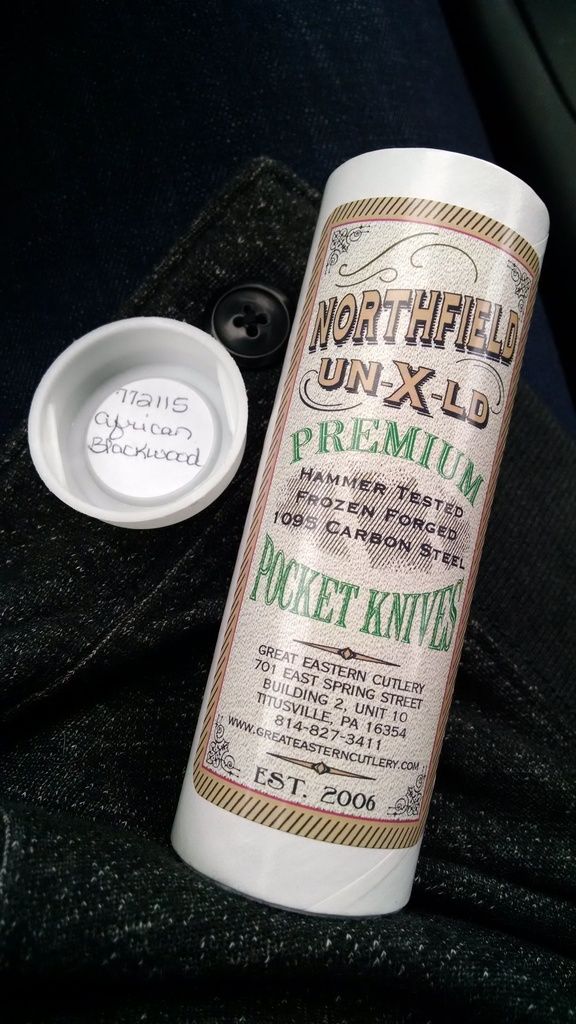 772115
african
Blackwood
NORTHFIELD
UN-X-LD
PREMIUM
HAMMER TESTED
FROZEN FORGED
1095 CARBON STEEL
POCKET KNIVES
GREAT EASTERN CUTLERY
701 EAST SPRING STREET
BUILDING 2, UNIT 10
TITUSVILLE, PA 16354
814-827-3411
WWW.GREATEASTERNCUTLERY.COM
EST. 2006